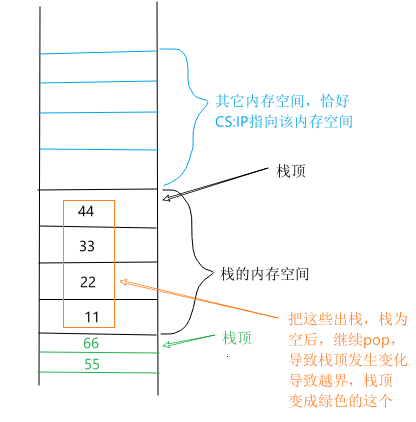 其它内存空间，恰好
CS:IP指向该内存空间
栈顶
44
33
栈的内存空间
22
11
把这些出栈，栈为
空后，继续pop，
导致栈顶发生变化
导致越界，栈顶
变成绿色的这个
66
栈顶
55